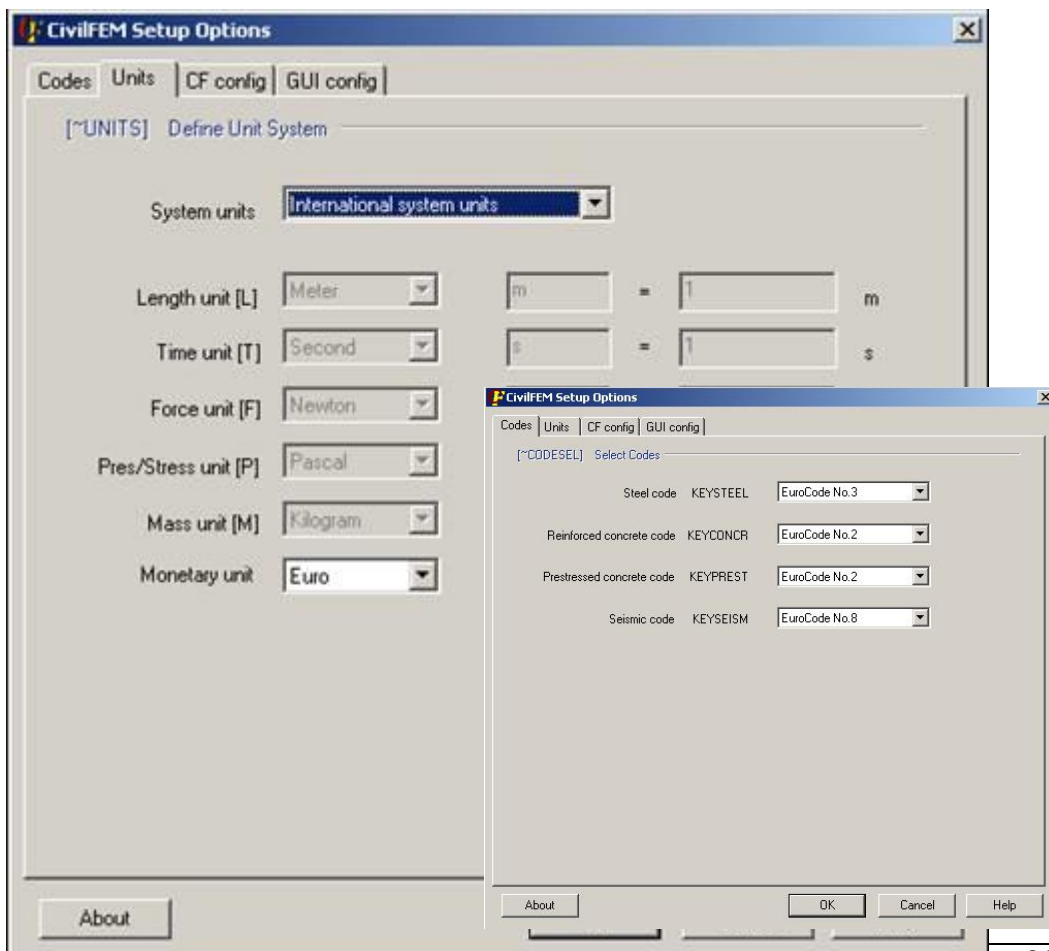 CivilFEM Setup Options
Codes Units CF config GUI config
[~UNITS] Define Unit System
System units International system units
Length unit [L] Meter m = 1 m
Time unit [T] Second s = 1 s
Force unit [F] Newton
Pres/Stress unit [P] Pascal
Mass unit [M] Kilogram
Monetary unit Euro
About
CivilFEM Setup Options
Codes Units CF config GUI config
[~CODESEL] Select Codes
Steel code KEYSTEEL EuroCode No.3
Reinforced concrete code KEYCONCR EuroCode No.2
Prestressed concrete code KEYPREST EuroCode No.2
Seismic code KEYSEISM EuroCode No.8
About OK Cancel Help